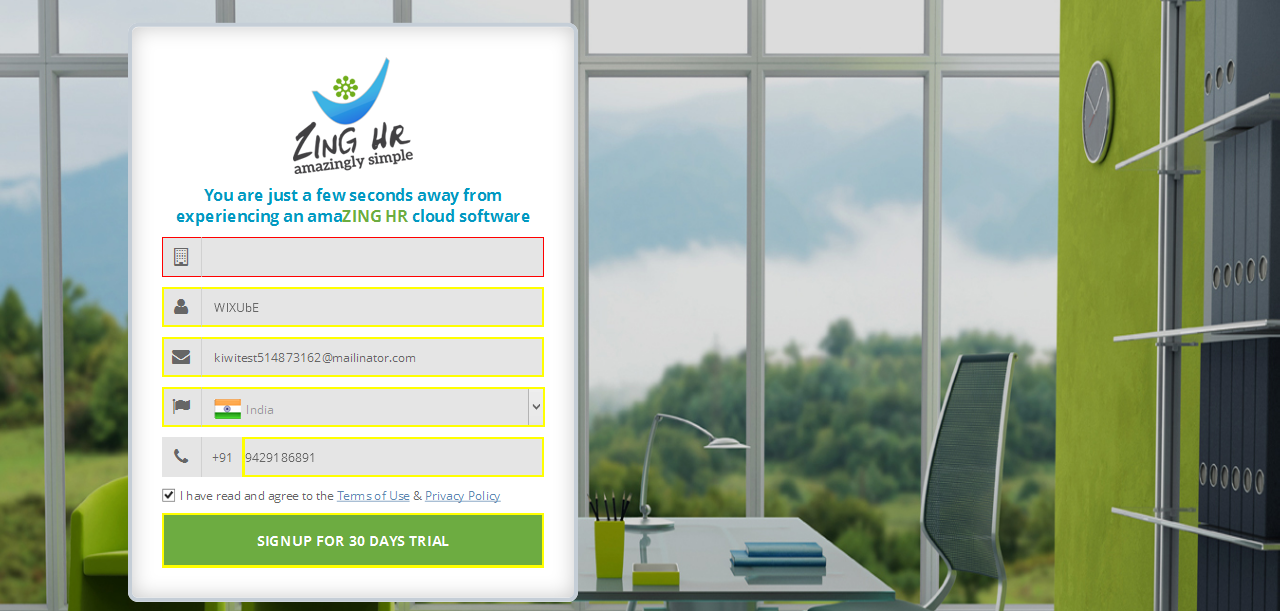 ZING HR
amazingly simple
You are just a few seconds away from
experiencing an amaZING HR cloud software
WIXUbE
kiwitest514873162@mailinator.com
India
+91 9429186891
I have read and agree to the Terms of Use & Privacy Policy
SIGNUP FOR 30 DAYS TRIAL